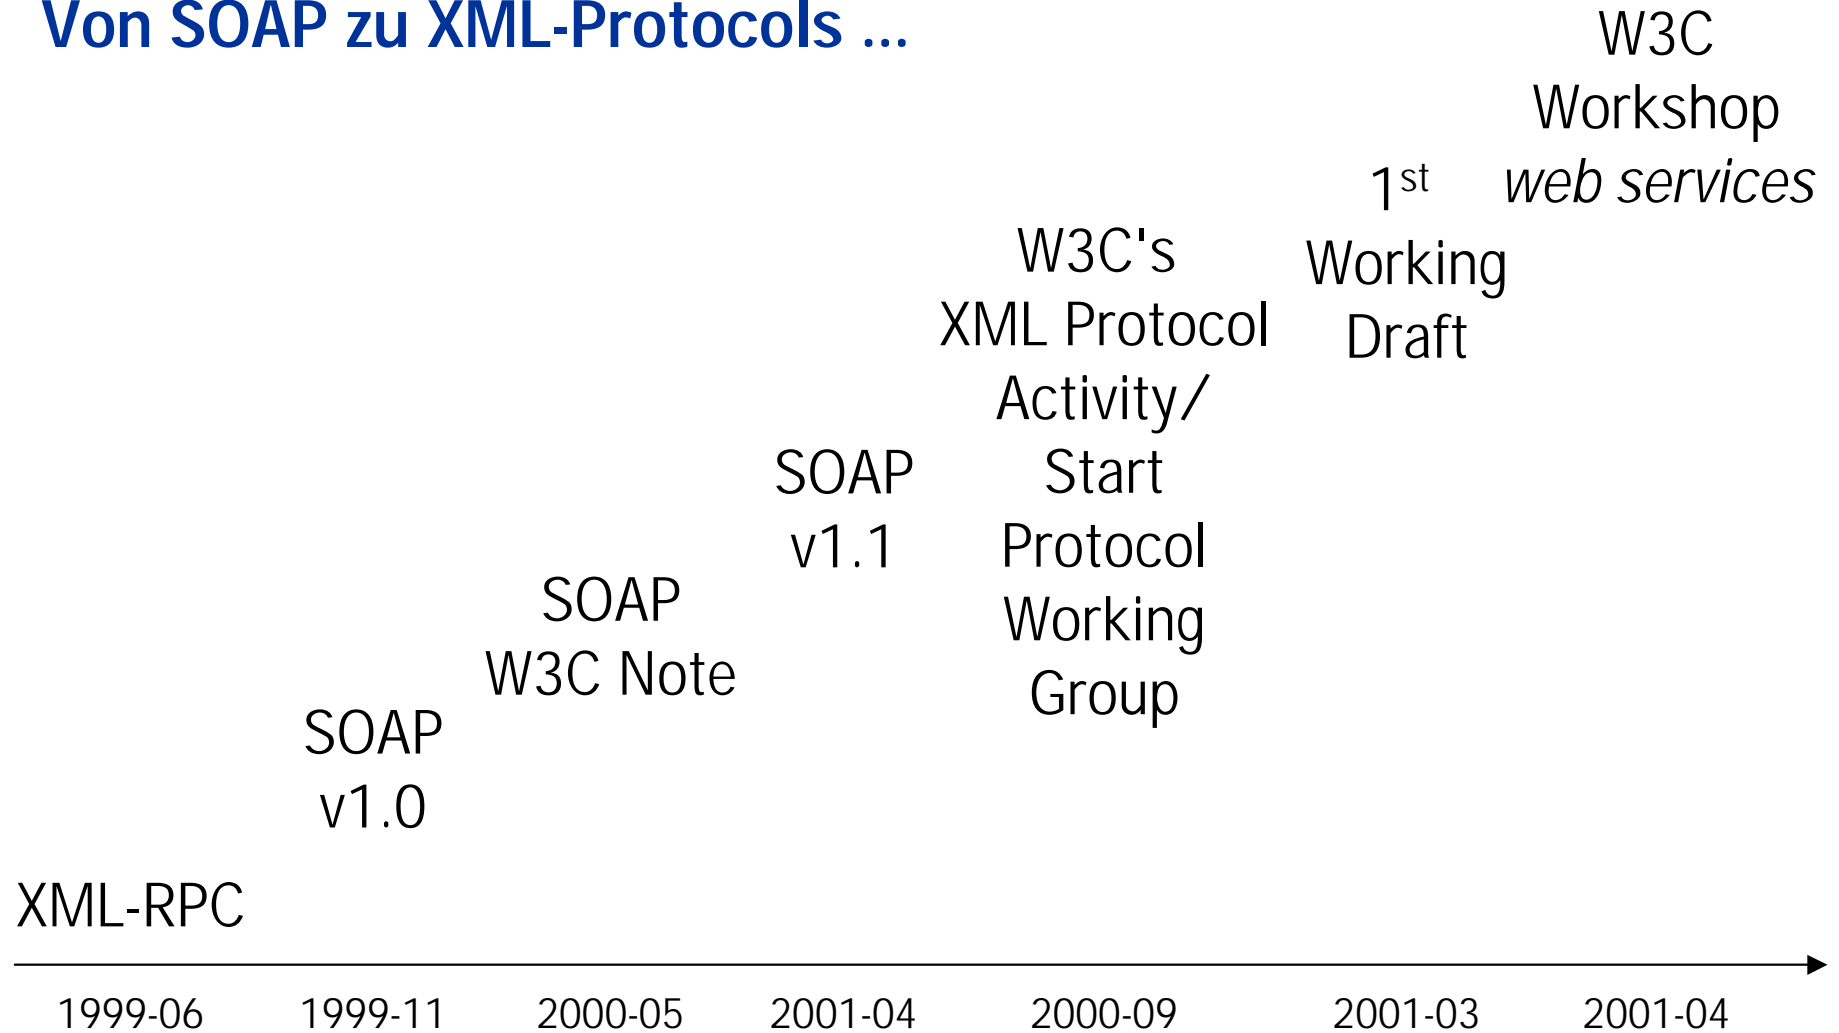 Von SOAP zu XML-Protocols ...
W3C
Workshop
web services
1st
Working
Draft
W3C's
XML Protocol
Activity/
Start
Protocol
Working
Group
SOAP
v1.1
SOAP
W3C Note
SOAP
v1.0
XML-RPC
1999-06 1999-11 2000-05 2001-04 2000-09 2001-03 2001-04